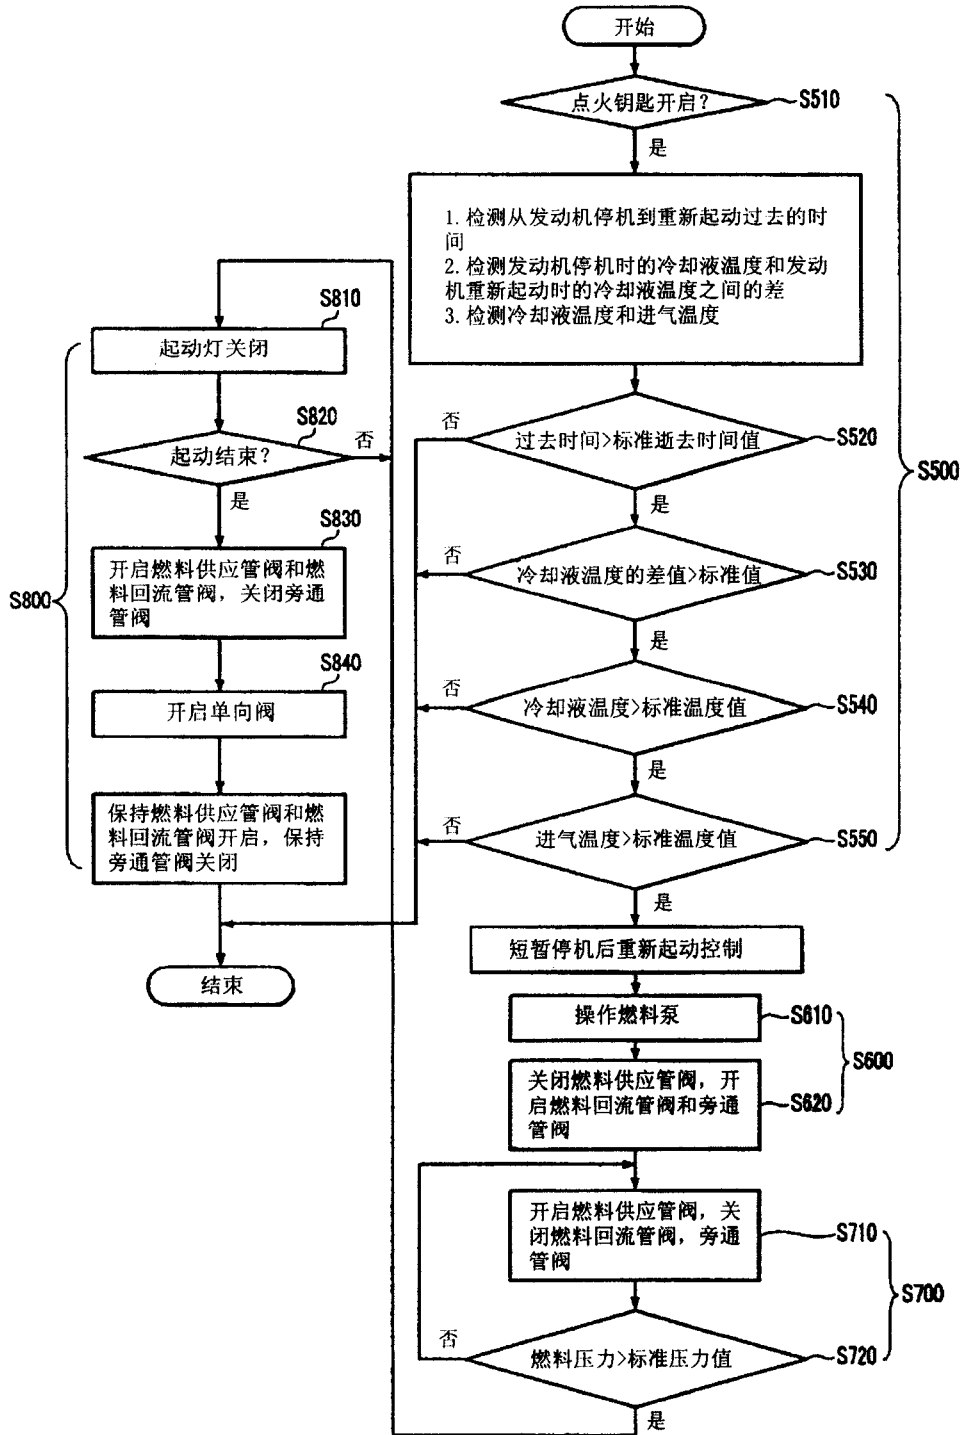 开始
点火钥匙开启?
S510
是
1. 检测从发动机停机到重新起动过去的时
间
2. 检测发动机停机时的冷却液温度和发动
机重新起动时的冷却液温度之间的差
3. 检测冷却液温度和进气温度
否
过去时间>标准逝去时间值
S520
是
否
冷却液温度的差值>标准值
S530
是
否
冷却液温度>标准温度值
S540
是
否
进气温度>标准温度值
S550
是
S500
短暂停机后重新起动控制
操作燃料泵
S610
关闭燃料供应管阀, 开
启燃料回流管阀和旁通
管阀
S620
S600
开启燃料供应管阀, 关
闭燃料回流管阀, 旁通
管阀
S710
否
燃料压力>标准压力值
S720
是
S700
S810
起动灯关闭
S820
起动结束?
否
是
S830
开启燃料供应管阀和燃
料回流管阀, 关闭旁通
管阀
S800
S840
开启单向阀
保持燃料供应管阀和燃
料回流管阀开启, 保持
旁通管阀关闭
结束